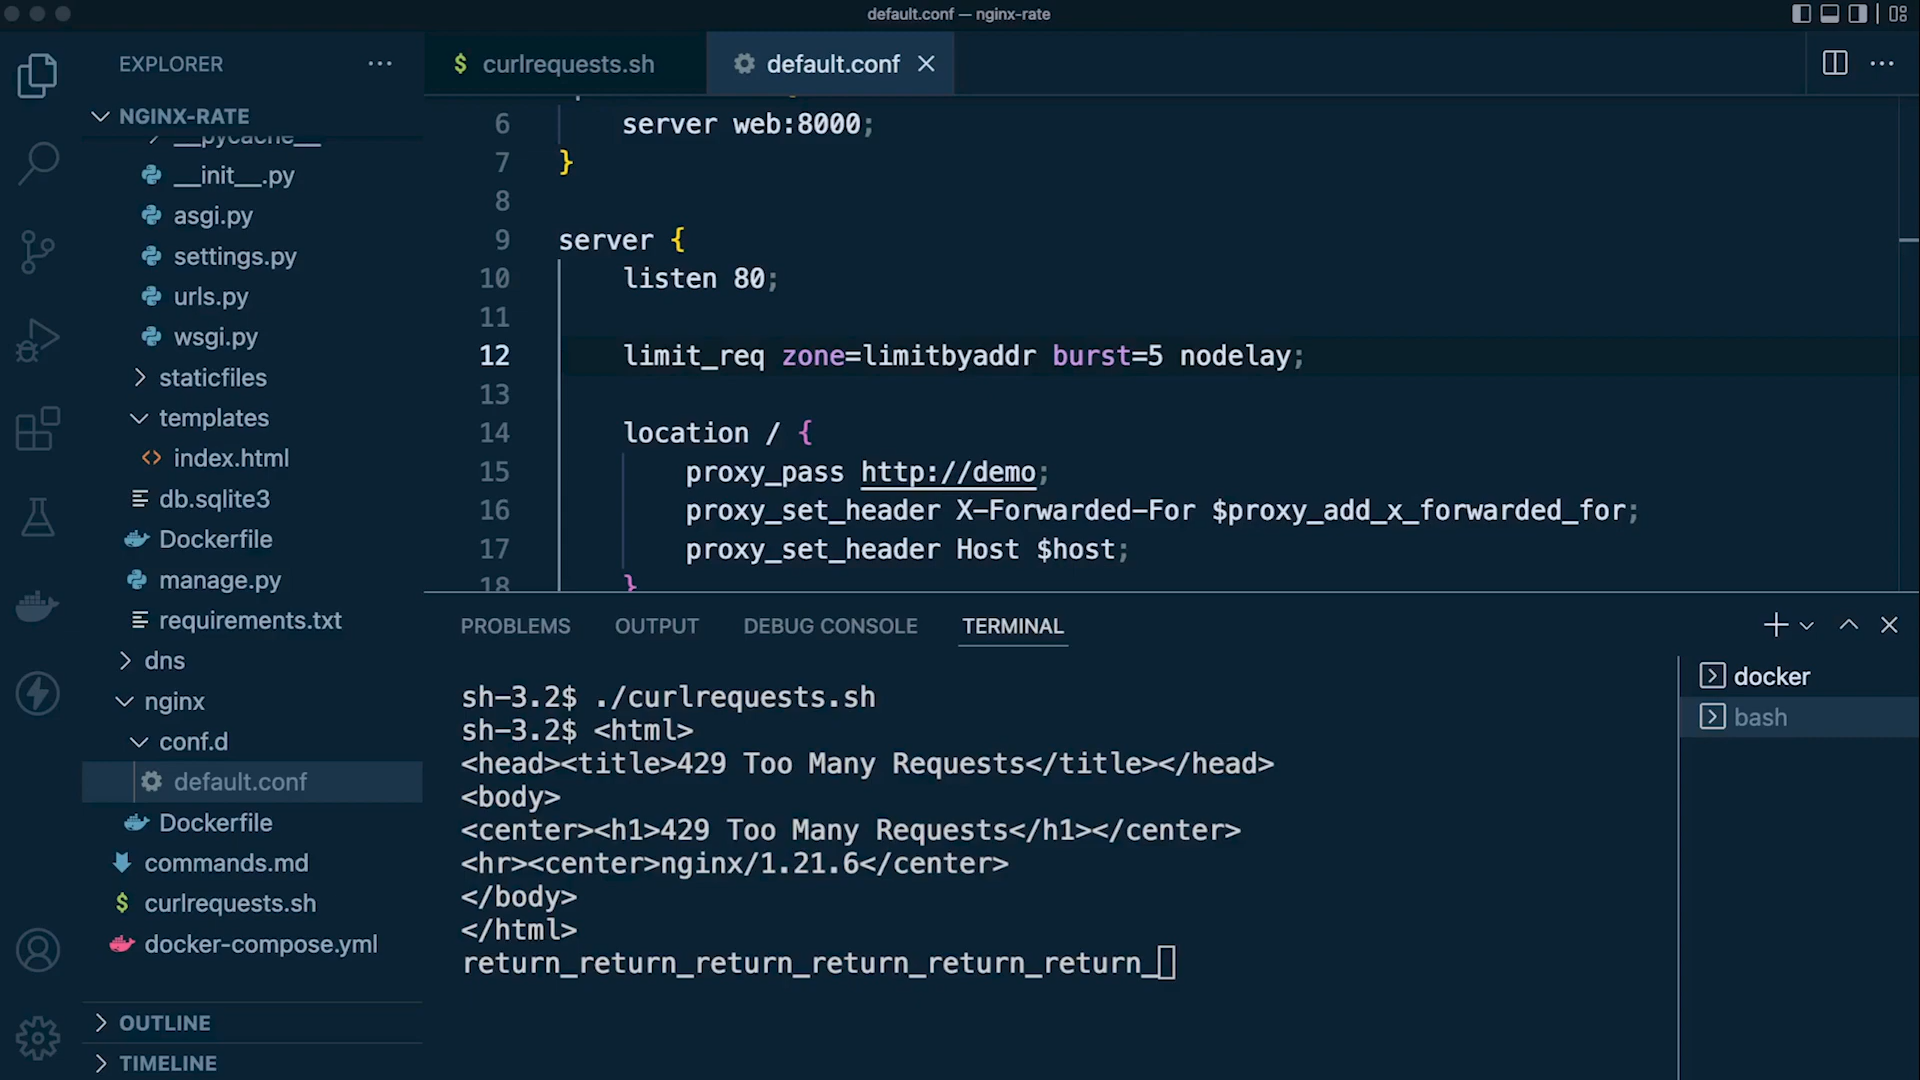 default.conf — nginx-rate
EXPLORER
NGINX-RATE
__pycache__
__init__.py
asgi.py
settings.py
urls.py
wsgi.py
staticfiles
templates
index.html
db.sqlite3
Dockerfile
manage.py
requirements.txt
dns
nginx
conf.d
default.conf
Dockerfile
commands.md
curlrequests.sh
docker-compose.yml
OUTLINE
TIMELINE
curlrequests.sh
default.conf
6 server web:8000;
7 }
8
9 server {
10 listen 80;
11
12 limit_req zone=limitbyaddr burst=5 nodelay;
13
14 location / {
15 proxy_pass http://demo;
16 proxy_set_header X-Forwarded-For $proxy_add_x_forwarded_for;
17 proxy_set_header Host $host;
18 }
PROBLEMS OUTPUT DEBUG CONSOLE TERMINAL
sh-3.2$ ./curlrequests.sh
sh-3.2$ <html>
<head><title>429 Too Many Requests</title></head>
<body>
<center><h1>429 Too Many Requests</h1></center>
<hr><center>nginx/1.21.6</center>
</body>
</html>
return_return_return_return_return_return_
docker
bash